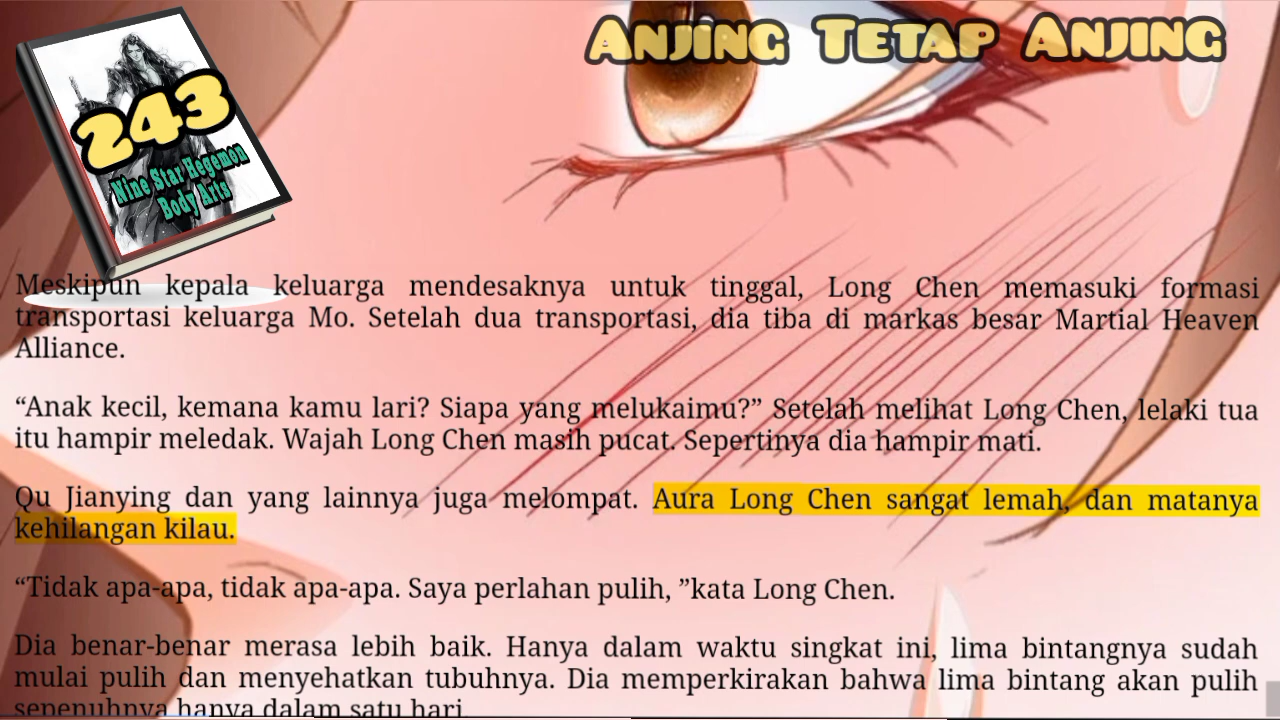 Anjing Tetap Anjing
243
Nine Star Hegemon
Body Arts
Meskipun kepala keluarga mendesaknya untuk tinggal, Long Chen memasuki formasi
transportasi keluarga Mo. Setelah dua transportasi, dia tiba di markas besar Martial Heaven
Alliance.
“Anak kecil, kemana kamu lari? Siapa yang melukaimu?” Setelah melihat Long Chen, lelaki tua
itu hampir meledak. Wajah Long Chen masih pucat. Sepertinya dia hampir mati.
Qu Jianying dan yang lainnya juga melompat. Aura Long Chen sangat lemah, dan matanya
kehilangan kilau.
“Tidak apa-apa, tidak apa-apa. Saya perlahan pulih, ”kata Long Chen.
Dia benar-benar merasa lebih baik. Hanya dalam waktu singkat ini, lima bintangnya sudah
mulai pulih dan menyehatkan tubuhnya. Dia memperkirakan bahwa lima bintang akan pulih
sepenuhnya hanya dalam satu hari.